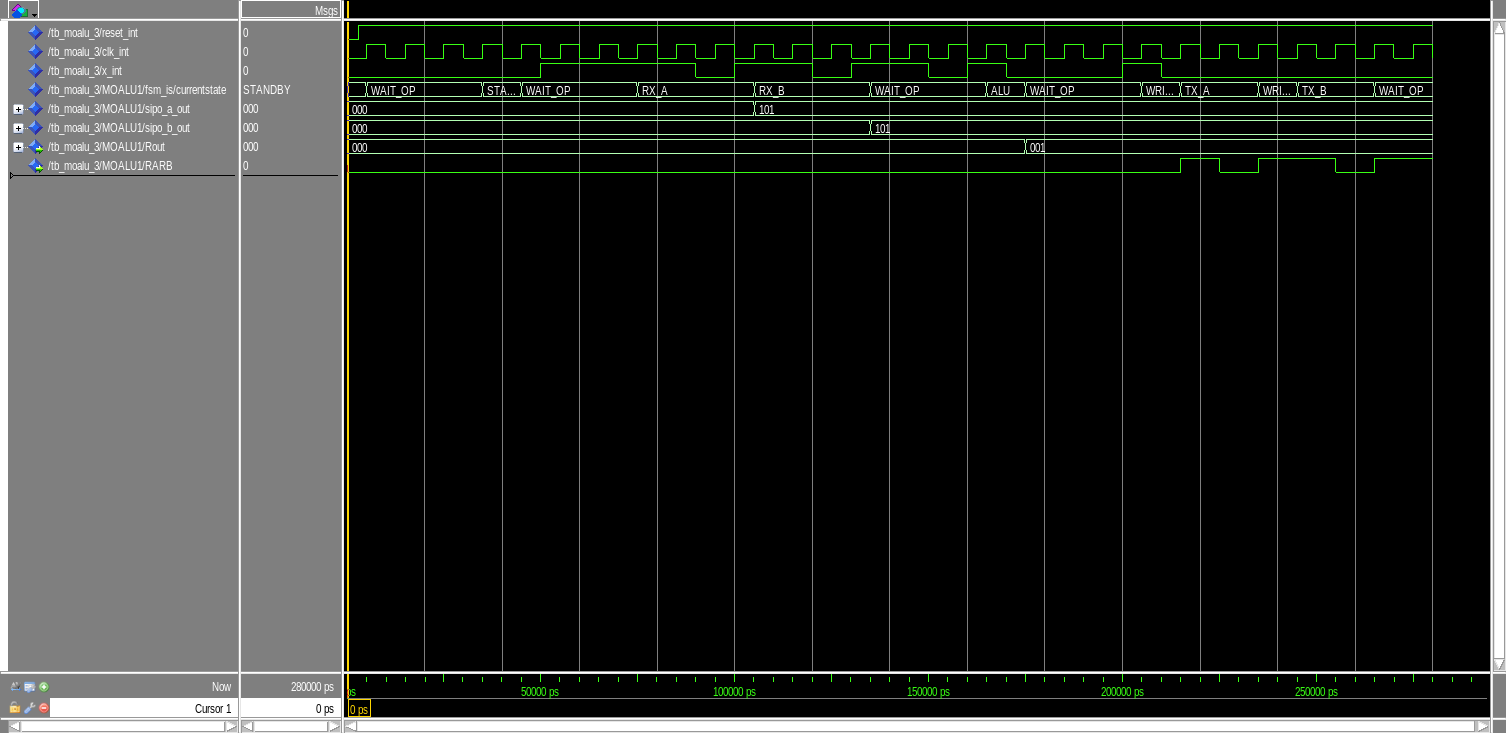 Msgs
/tb_moalu_3/reset_int 0
/tb_moalu_3/clk_int 0
/tb_moalu_3/x_int 0
/tb_moalu_3/MOALU1/fsm_is/currentstate STANDBY WAIT_OP STA... WAIT_OP RX_A RX_B WAIT_OP ALU WAIT_OP WRI... TX_A WRI... TX_B WAIT_OP
/tb_moalu_3/MOALU1/sipo_a_out 000 000 101
/tb_moalu_3/MOALU1/sipo_b_out 000 000 101
/tb_moalu_3/MOALU1/Rout 000 000 001
/tb_moalu_3/MOALU1/RARB 0
Now 280000 ps ps 50000 ps 100000 ps 150000 ps 200000 ps 250000 ps
Cursor 1 0 ps 0 ps